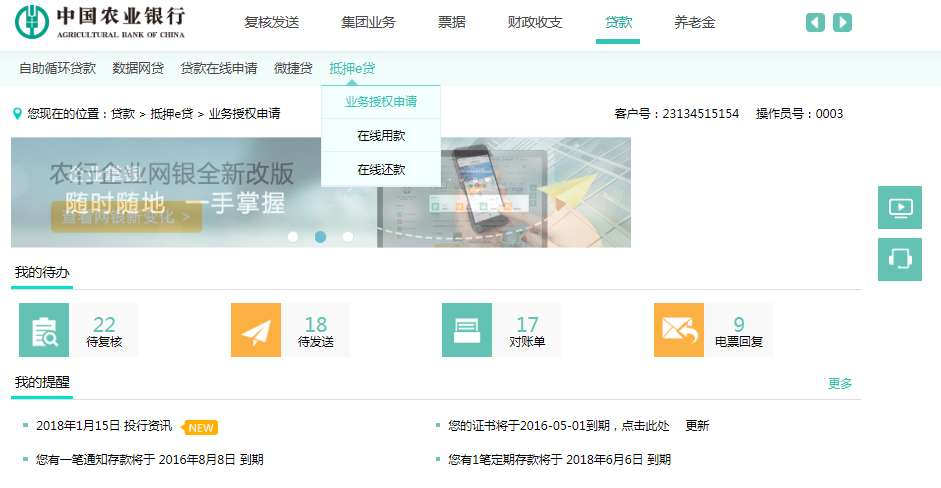 中国农业银行
AGRICULTURAL BANK OF CHINA
复核发送 集团业务 票据 财政收支 贷款 养老金
自助循环贷款 数据网贷 贷款在线申请 微捷贷 抵押e贷
业务授权申请
在线用款
在线还款
您现在的位置：贷款 > 抵押e贷 > 业务授权申请
客户号：23134515154 操作员号：0003
农行企业网银全新改版
随时随地 一手掌握
查看网银新变化 >
我的待办
22 待复核
18 待发送
17 对账单
9 电票回复
我的提醒 更多
2018年1月15日 投行资讯 NEW
您的证书将于2016-05-01到期，点击此处 更新
您有一笔通知存款将于 2016年8月8日 到期
您有1笔定期存款将于 2018年6月6日 到期